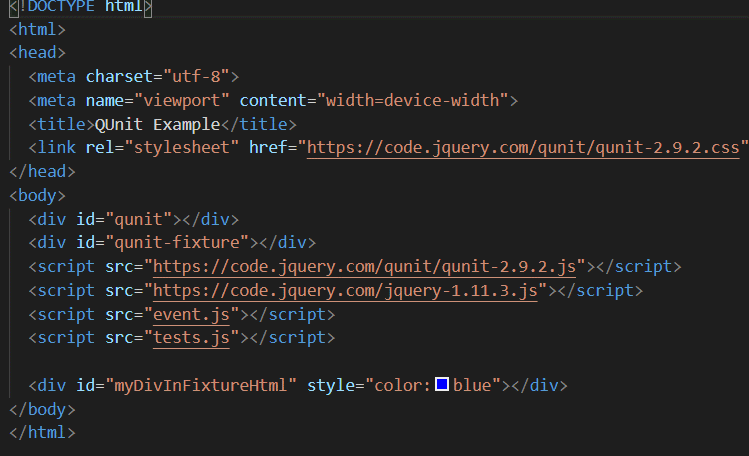 <!DOCTYPE html>
<html>
<head>
  <meta charset="utf-8">
  <meta name="viewport" content="width=device-width">
  <title>QUnit Example</title>
  <link rel="stylesheet" href="https://code.jquery.com/qunit/qunit-2.9.2.css"
</head>
<body>
  <div id="qunit"></div>
  <div id="qunit-fixture"></div>
  <script src="https://code.jquery.com/qunit/qunit-2.9.2.js"></script>
  <script src="https://code.jquery.com/jquery-1.11.3.js"></script>
  <script src="event.js"></script>
  <script src="tests.js"></script>

  <div id="myDivInFixtureHtml" style="color:blue"></div>
</body>
</html>